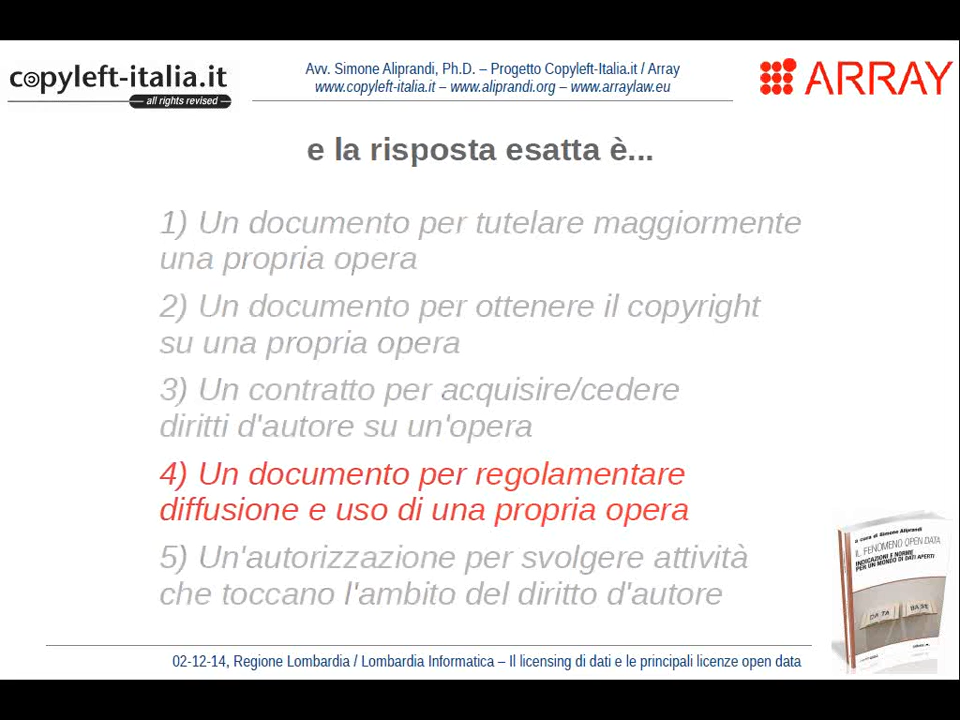 copyleft-italia.it
all rights revised
Avv. Simone Aliprandi, Ph.D. – Progetto Copyleft-Italia.it / Array
www.copyleft-italia.it – www.aliprandi.org – www.arraylaw.eu
ARRAY
e la risposta esatta è...
1) Un documento per tutelare maggiormente
una propria opera
2) Un documento per ottenere il copyright
su una propria opera
3) Un contratto per acquisire/cedere
diritti d'autore su un'opera
4) Un documento per regolamentare
diffusione e uso di una propria opera
5) Un'autorizzazione per svolgere attività
che toccano l'ambito del diritto d'autore
a cura di Simone Aliprandi
IL FENOMENO OPEN DATA
INDICAZIONI E NORME
PER UN MONDO DI DATI APERTI
DATA
02-12-14, Regione Lombardia / Lombardia Informatica – Il licensing di dati e le principali licenze open data